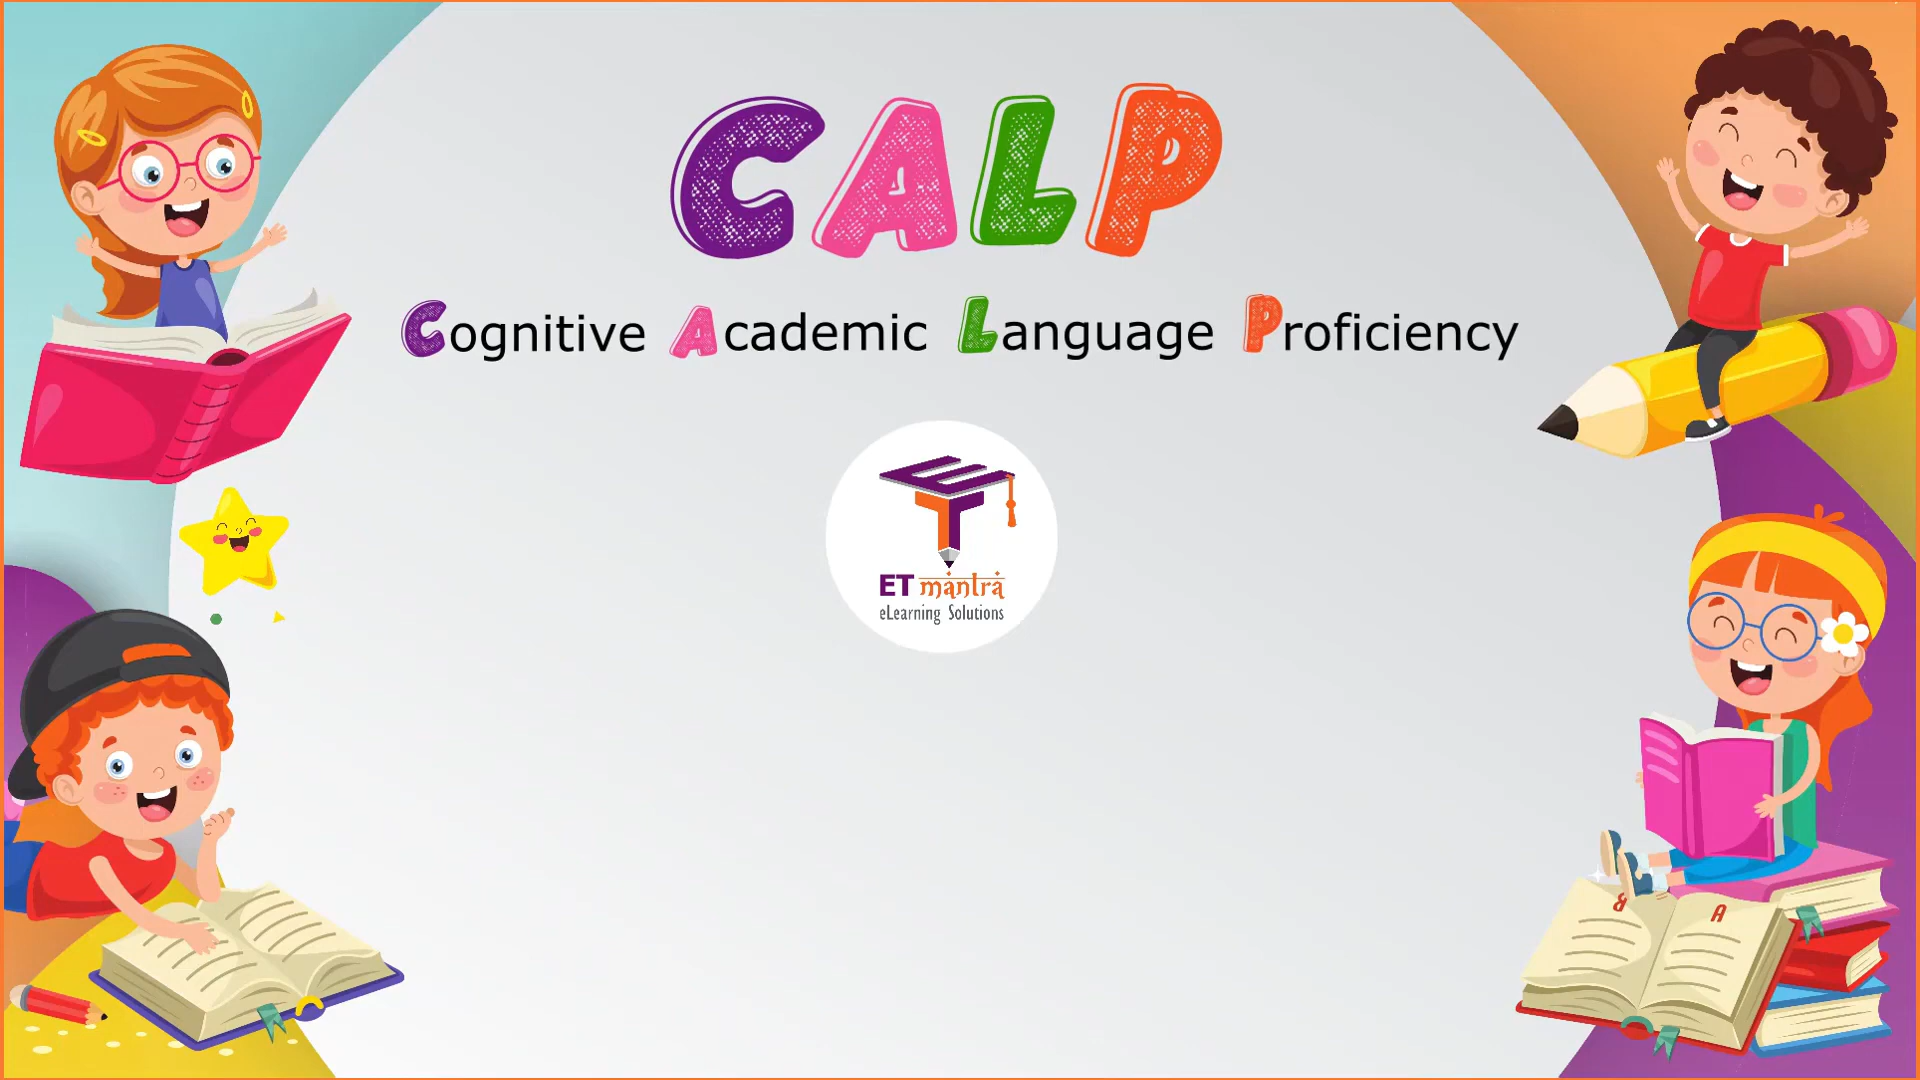 CALP
Cognitive Academic Language Proficiency
ET mantra
eLearning Solutions
B A